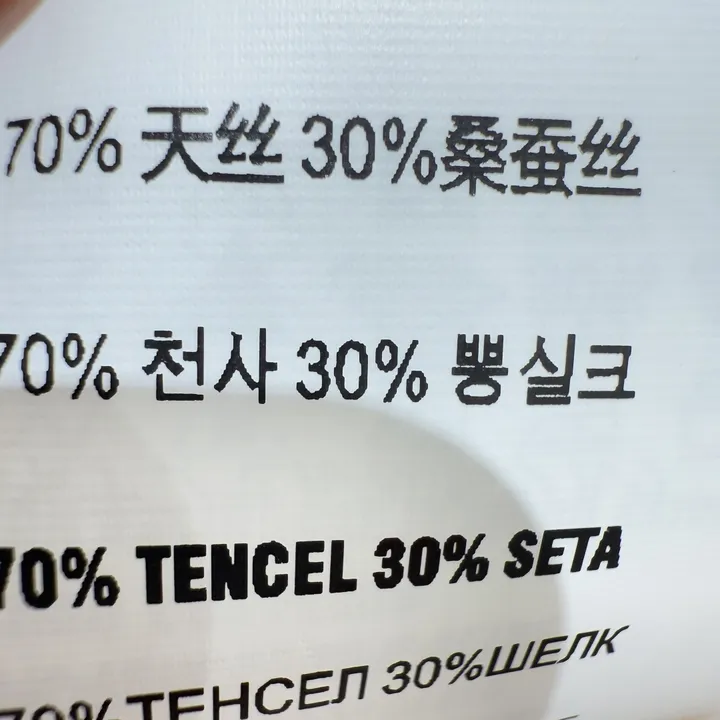 70% 天丝 30%桑蚕丝
70% 천사 30% 뽕실크
70% TENCEL 30% SETA
70%ТЕНСЕЛ 30%ШЕЛК